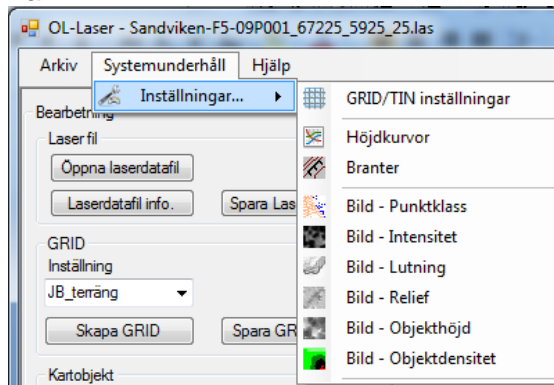 OL-Laser - Sandviken-F5-09P001_67225_5925_25.las
Arkiv Systemunderhåll Hjälp
Inställningar...
GRID/TIN inställningar
Höjdkurvor
Branter
Bild - Punktklass
Bild - Intensitet
Bild - Lutning
Bild - Relief
Bild - Objekthöjd
Bild - Objektdensitet
Bearbetn
Laser fil
Öppna laserdatafil
Laserdatafil info. Spara Las
GRID
Inställning
JB_terräng
Skapa GRID Spara GR
Kartobjekt